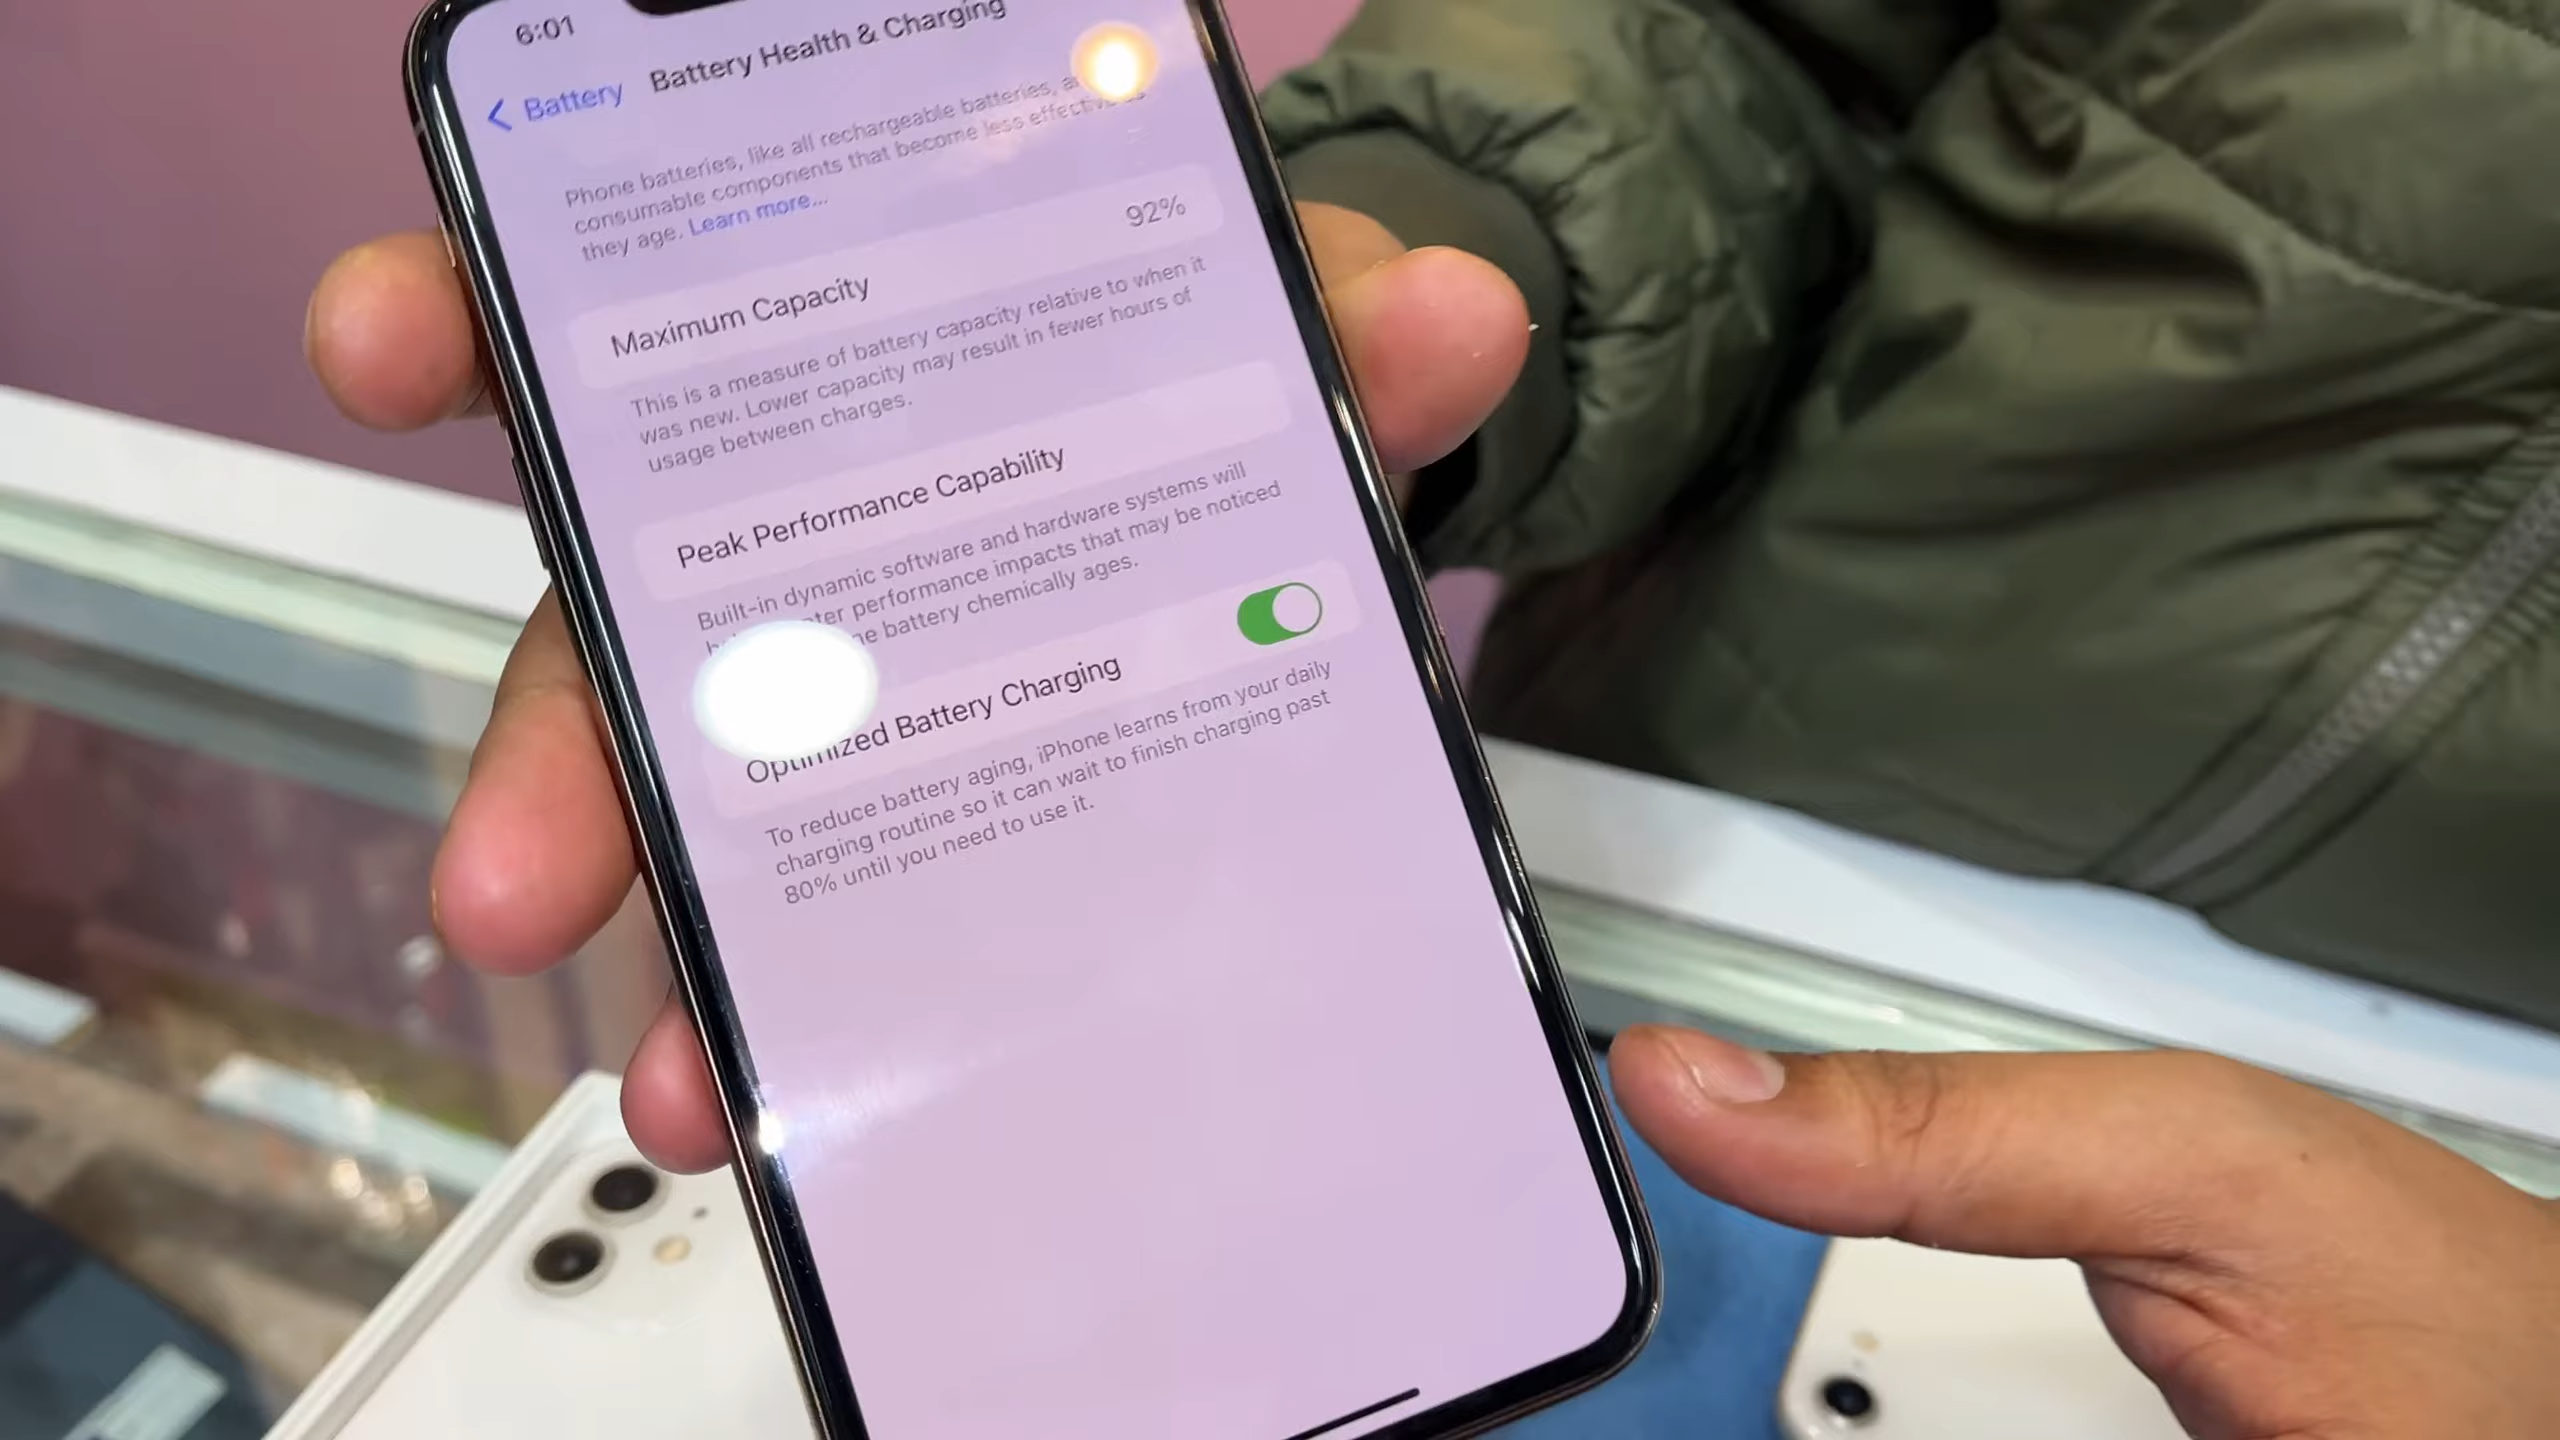 6:01
Battery
Battery Health & Charging
Phone batteries, like all rechargeable batteries,
consumable components that become less effective
they age. Learn more...
Maximum Capacity 92%
This is a measure of battery capacity relative to when it
was new. Lower capacity may result in fewer hours of
usage between charges.
Peak Performance Capability
Built-in dynamic software and hardware systems will
performance impacts that may be noticed
battery chemically ages.
Optimized Battery Charging
To reduce battery aging, iPhone learns from your daily
charging routine so it can wait to finish charging past
80% until you need to use it.